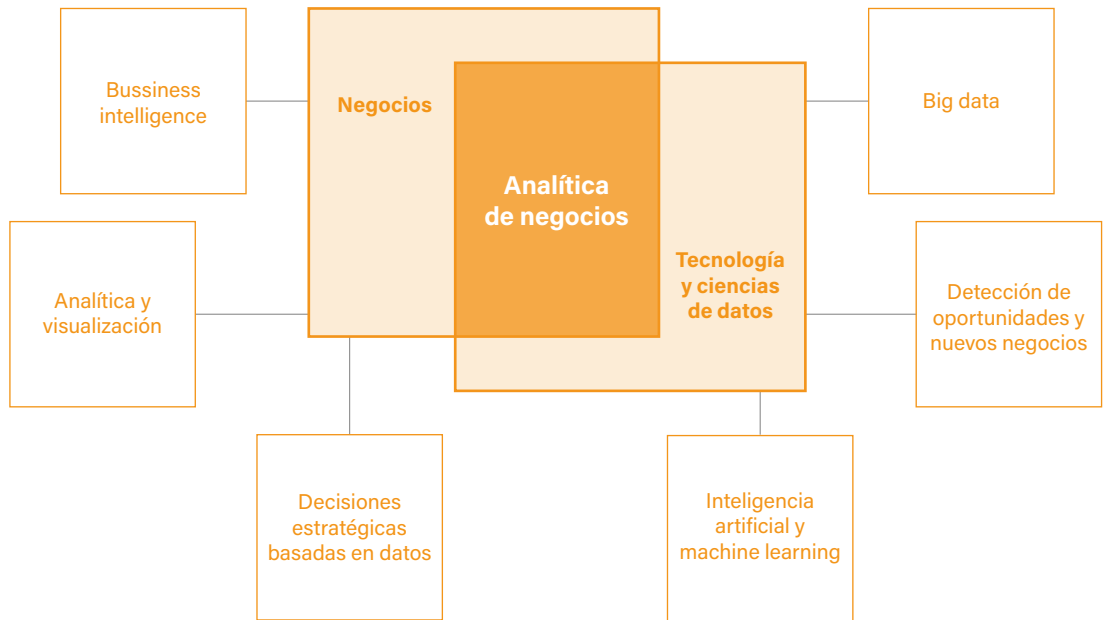 Bussiness
intelligence
Negocios
Analítica
de negocios
Big data
Analítica y
visualización
Tecnología
y ciencias
de datos
Detección de
oportunidades y
nuevos negocios
Decisiones
estratégicas
basadas en datos
Inteligencia
artificial y
machine learning